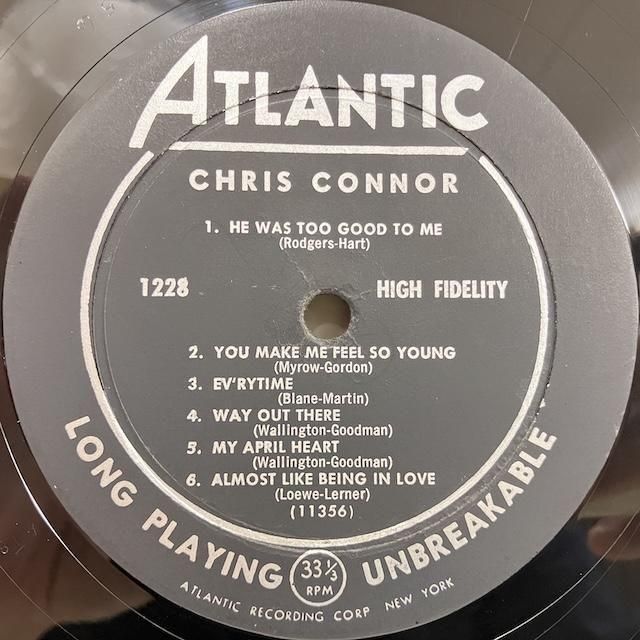 ATLANTIC
CHRIS CONNOR
1. HE WAS TOO GOOD TO ME
(Rodgers-Hart)
1228
HIGH FIDELITY
2. YOU MAKE ME FEEL SO YOUNG
(Myrow-Gordon)
3. EV'RYTIME
(Blane-Martin)
4. WAY OUT THERE
(Wallington-Goodman)
5. MY APRIL HEART
(Wallington-Goodman)
6. ALMOST LIKE BEING IN LOVE
(Loewe-Lerner)
(11356)
LONG PLAYING 33 1/3 RPM UNBREAKABLE
ATLANTIC RECORDING CORP NEW YORK